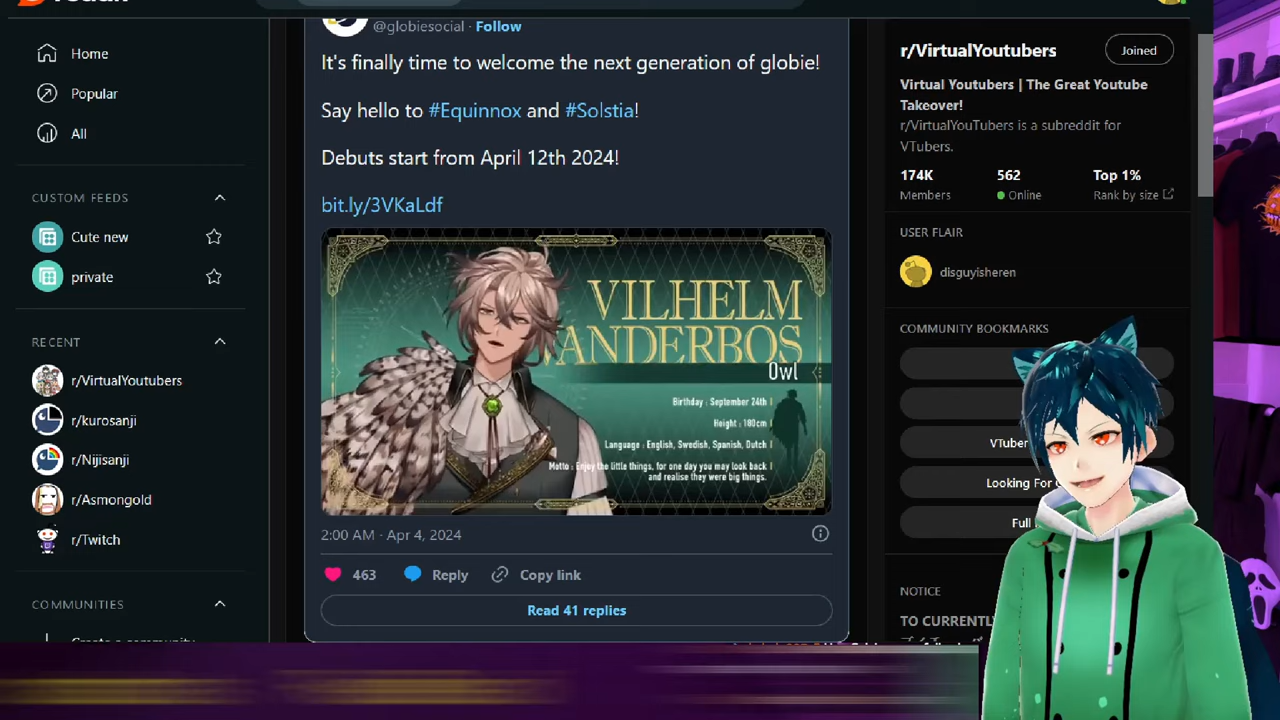 Home
Popular
All
CUSTOM FEEDS
Cute new
private
RECENT
r/VirtualYoutubers
r/kurosanji
r/Nijisanji
r/Asmongold
r/Twitch
COMMUNITIES
Create a community
@globiesocial · Follow
It's finally time to welcome the next generation of globie!
Say hello to #Equinnox and #Solstia!
Debuts start from April 12th 2024!
bit.ly/3VKaLdf
VILHELM
VANDERBOS
Owl
Birthday : September 24th
Height : 180cm
Language : English, Swedish, Spanish, Dutch
Motto : Enjoy the little things, for one day you may look back
and realise they were big things.
2:00 AM · Apr 4, 2024
463 Reply Copy link
Read 41 replies
r/VirtualYoutubers Joined
Virtual Youtubers | The Great Youtube
Takeover!
r/VirtualYouTubers is a subreddit for
VTubers.
174K 562 Top 1%
Members Online Rank by size
USER FLAIR
disguyisheren
COMMUNITY BOOKMARKS
VTuber
Looking For
Full
NOTICE
TO CURRENTLY